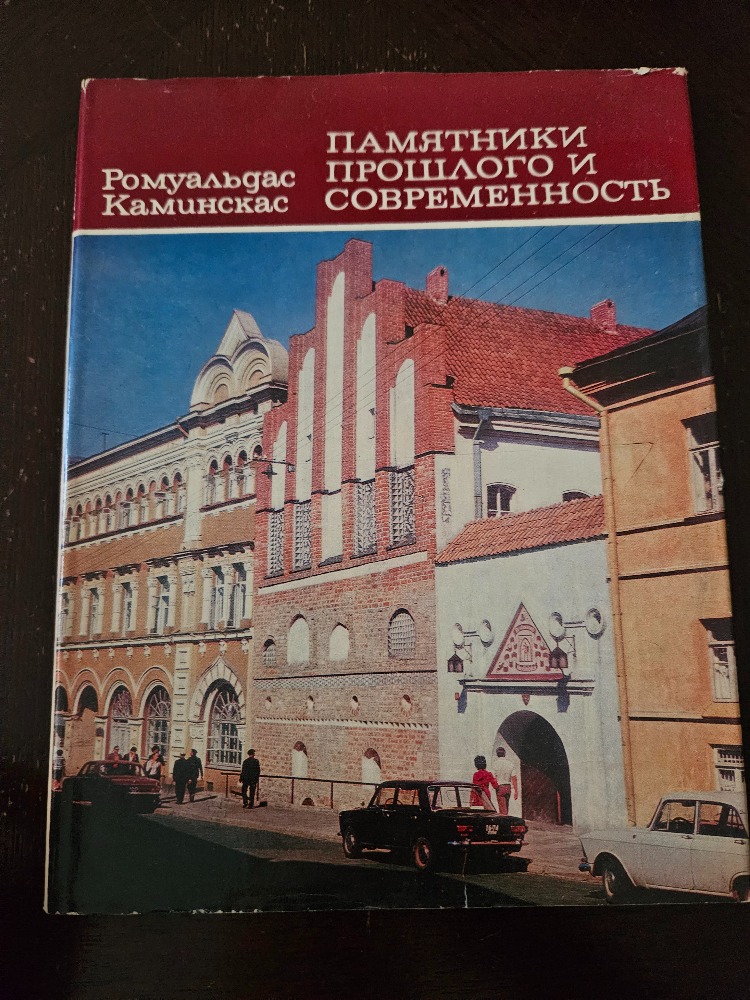 Ромуальдас
Каминскас
ПАМЯТНИКИ
ПРОШЛОГО И
СОВРЕМЕННОСТЬ